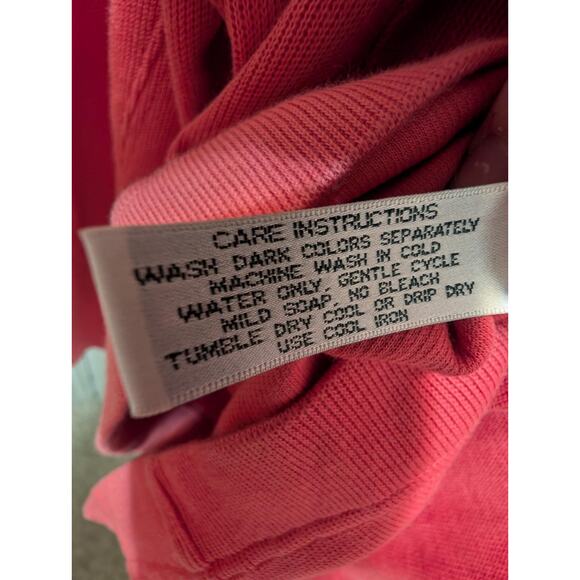 CARE INSTRUCTIONS
WASH DARK COLORS SEPARATELY
MACHINE WASH IN COLD
WATER ONLY, GENTLE CYCLE
MILD SOAP, NO BLEACH
TUMBLE DRY COOL OR DRIP DRY
USE COOL IRON